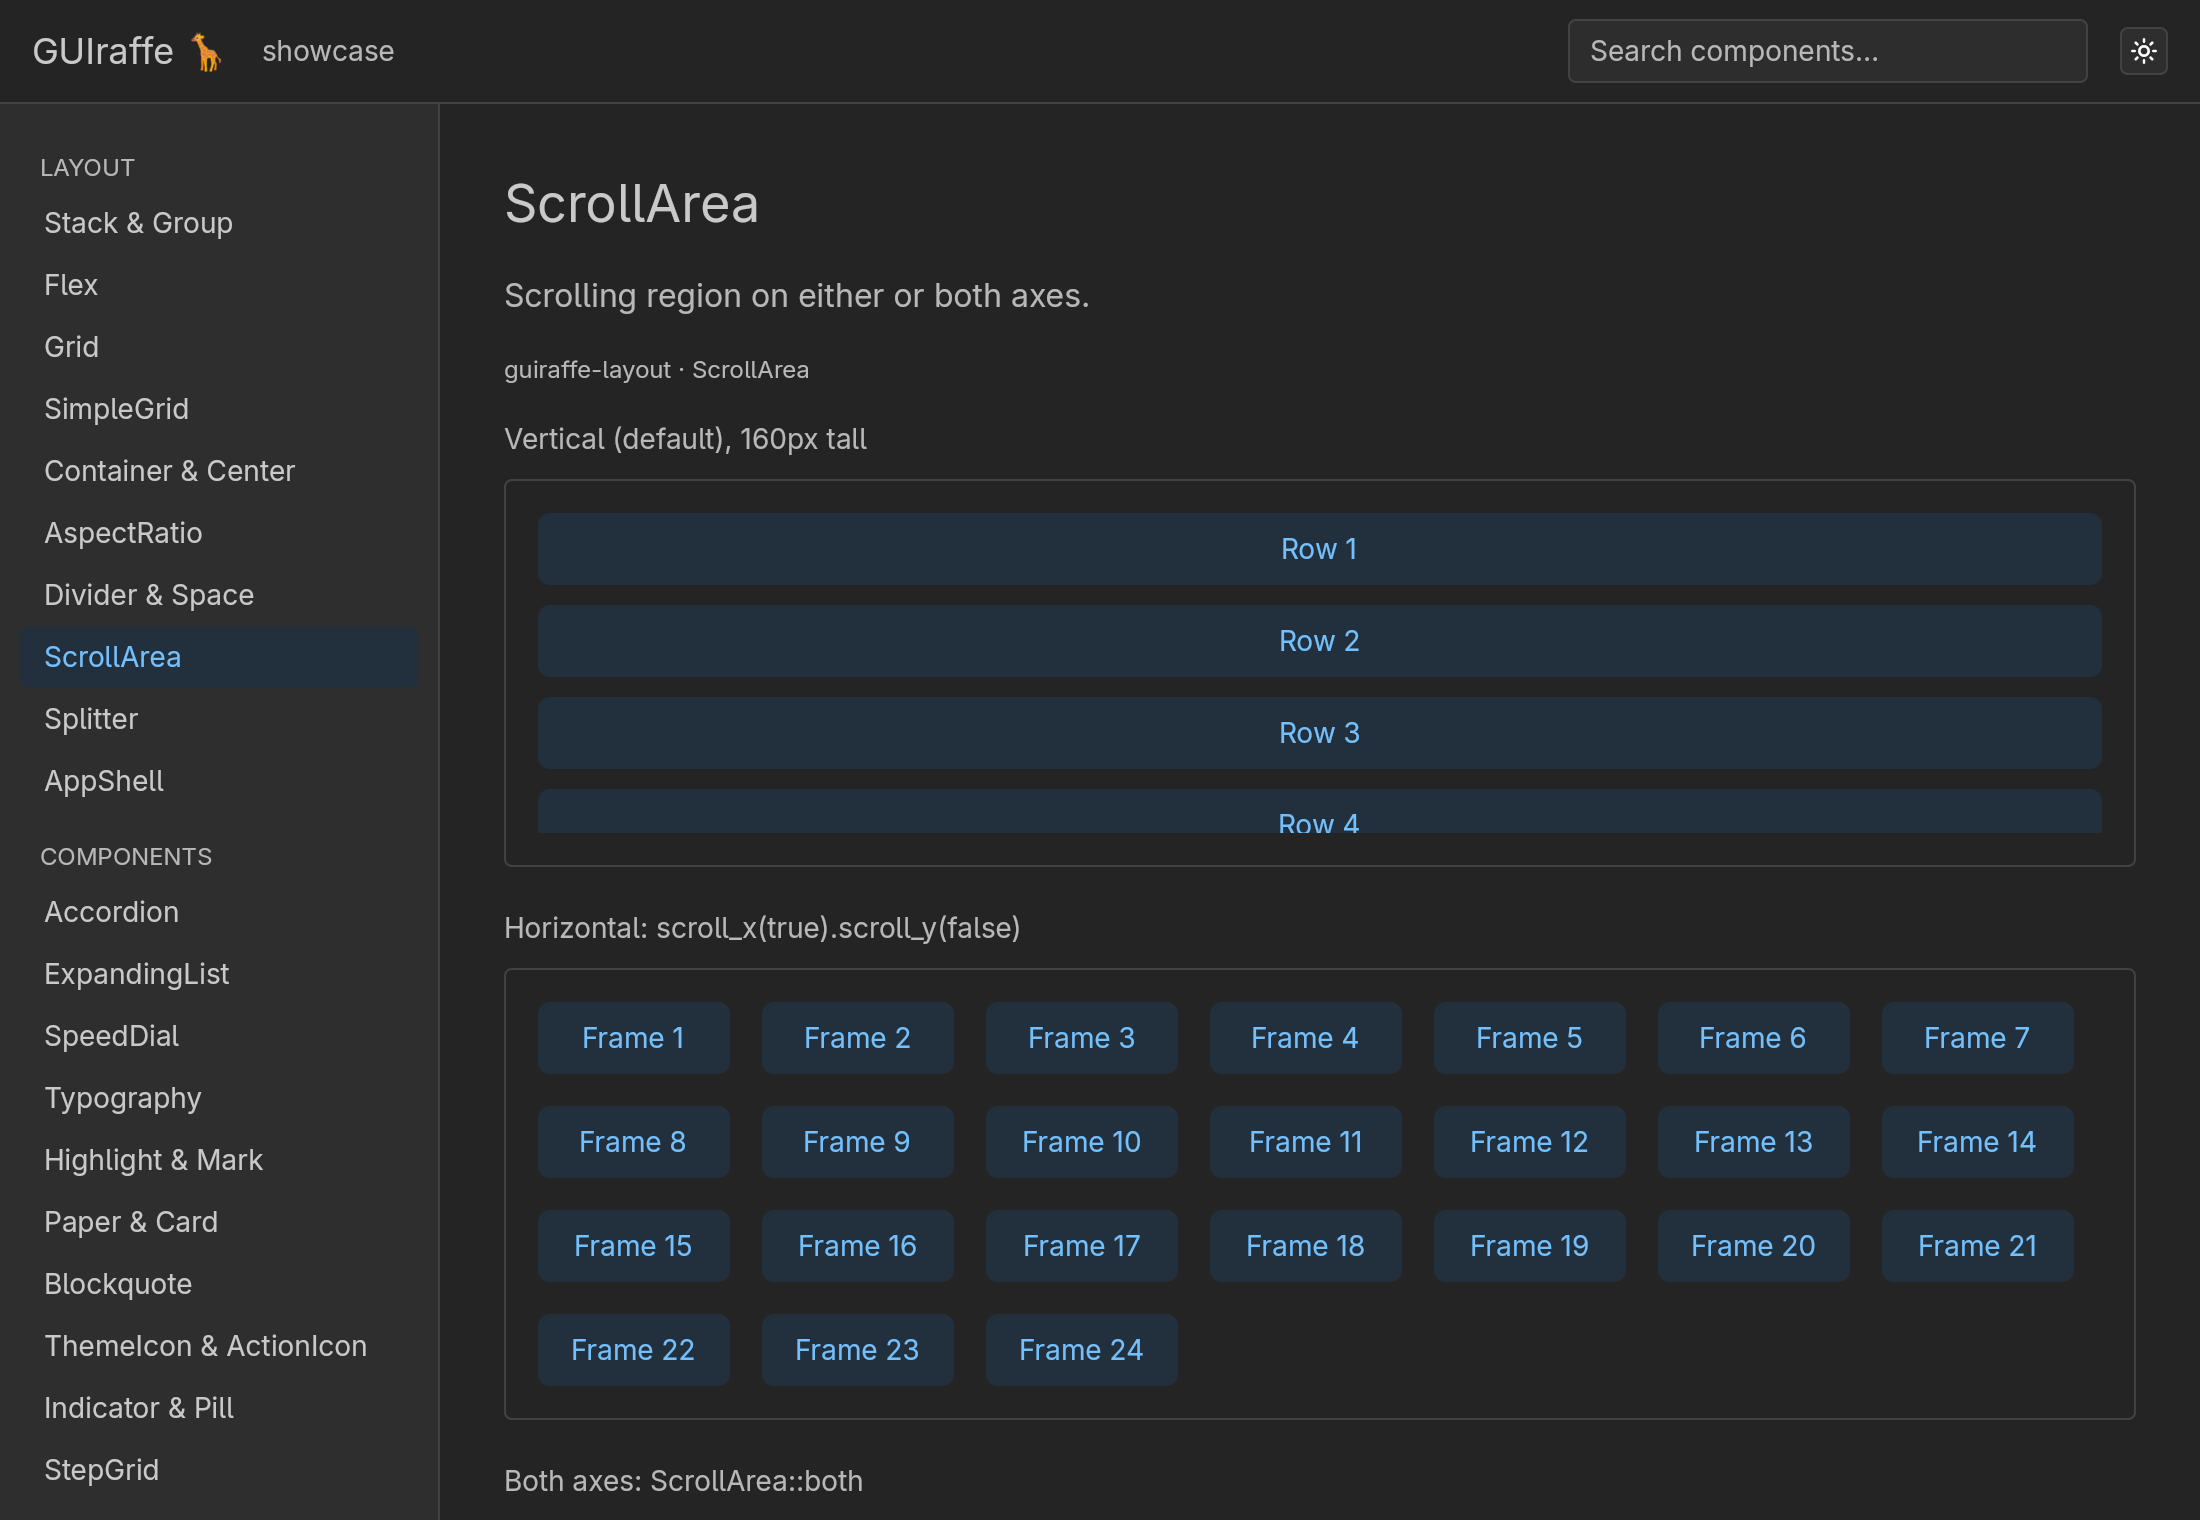 GUIraffe 🦒 showcase
Search components...
LAYOUT
Stack & Group
Flex
Grid
SimpleGrid
Container & Center
AspectRatio
Divider & Space
ScrollArea
Splitter
AppShell
COMPONENTS
Accordion
ExpandingList
SpeedDial
Typography
Highlight & Mark
Paper & Card
Blockquote
ThemeIcon & ActionIcon
Indicator & Pill
StepGrid
ScrollArea
Scrolling region on either or both axes.
guiraffe-layout · ScrollArea
Vertical (default), 160px tall
Row 1
Row 2
Row 3
Row 4
Horizontal: scroll_x(true).scroll_y(false)
Frame 1 Frame 2 Frame 3 Frame 4 Frame 5 Frame 6 Frame 7
Frame 8 Frame 9 Frame 10 Frame 11 Frame 12 Frame 13 Frame 14
Frame 15 Frame 16 Frame 17 Frame 18 Frame 19 Frame 20 Frame 21
Frame 22 Frame 23 Frame 24
Both axes: ScrollArea::both